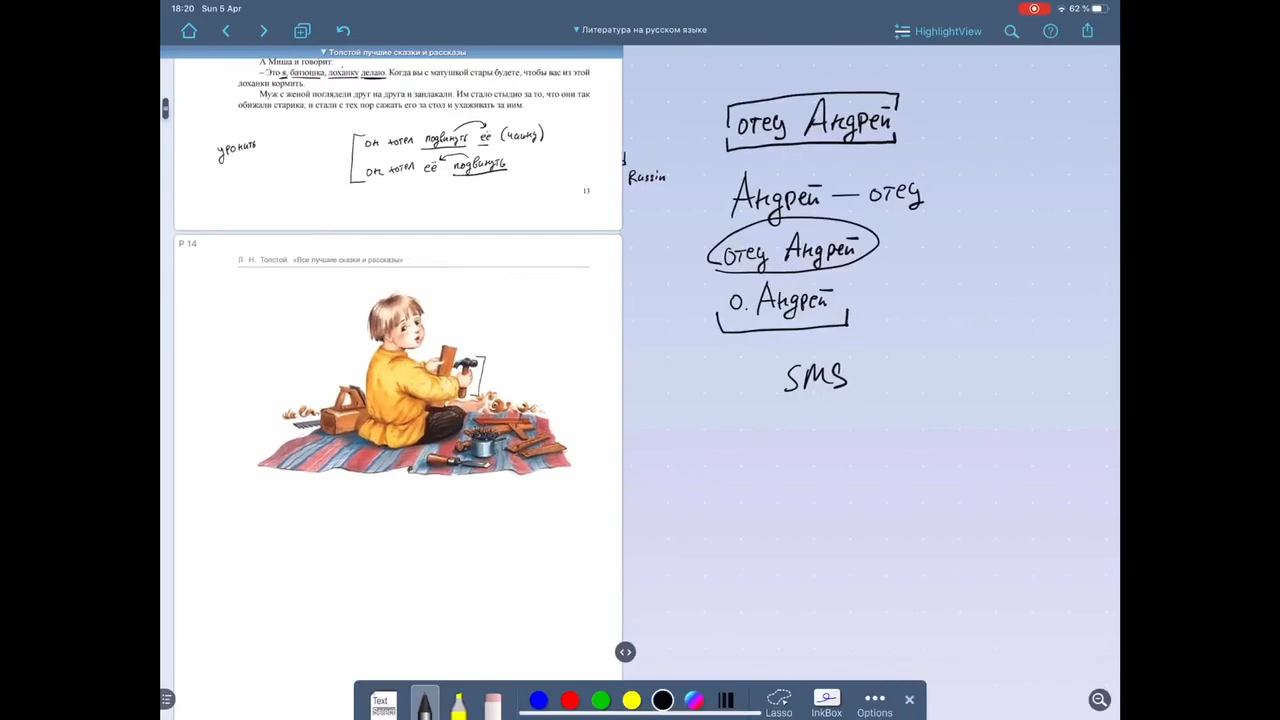 18:20 Sun 5 Apr
62 %
Литература на русском языке
HighlightView
Толстой лучшие сказки и рассказы
А Миша и говорит:
– Это я, батюшка, лоханку делаю. Когда вы с матушкой стары будете, чтобы вас из этой
лоханки кормить.
Муж с женой поглядели друг на друга и заплакали. Им стало стыдно за то, что они так
обижали старика; и стали с тех пор сажать его за стол и ухаживать за ним.
уронить
он хотел подвинуть её (чашку)
он хотел её подвинуть
13
P 14
Л. Н. Толстой. «Все лучшие сказки и рассказы»
Russin
отец Андрей
Андрей — отец
отец Андрей
о. Андрей
SMS
Text
Lasso
InkBox
Options